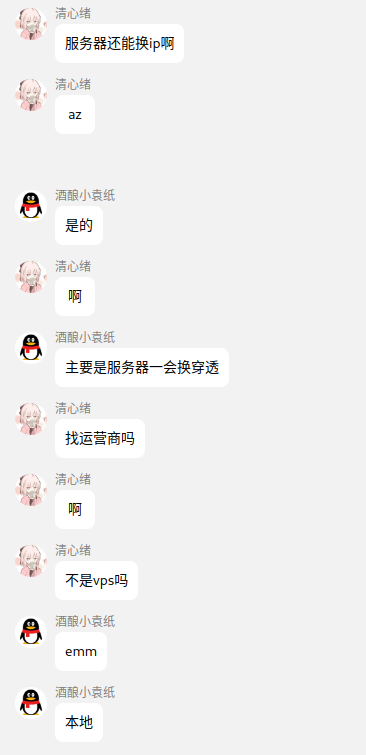 清心绪
服务器还能换ip啊
清心绪
az
酒酿小袁纸
是的
清心绪
啊
酒酿小袁纸
主要是服务器一会换穿透
清心绪
找运营商吗
清心绪
啊
清心绪
不是vps吗
酒酿小袁纸
emm
酒酿小袁纸
本地